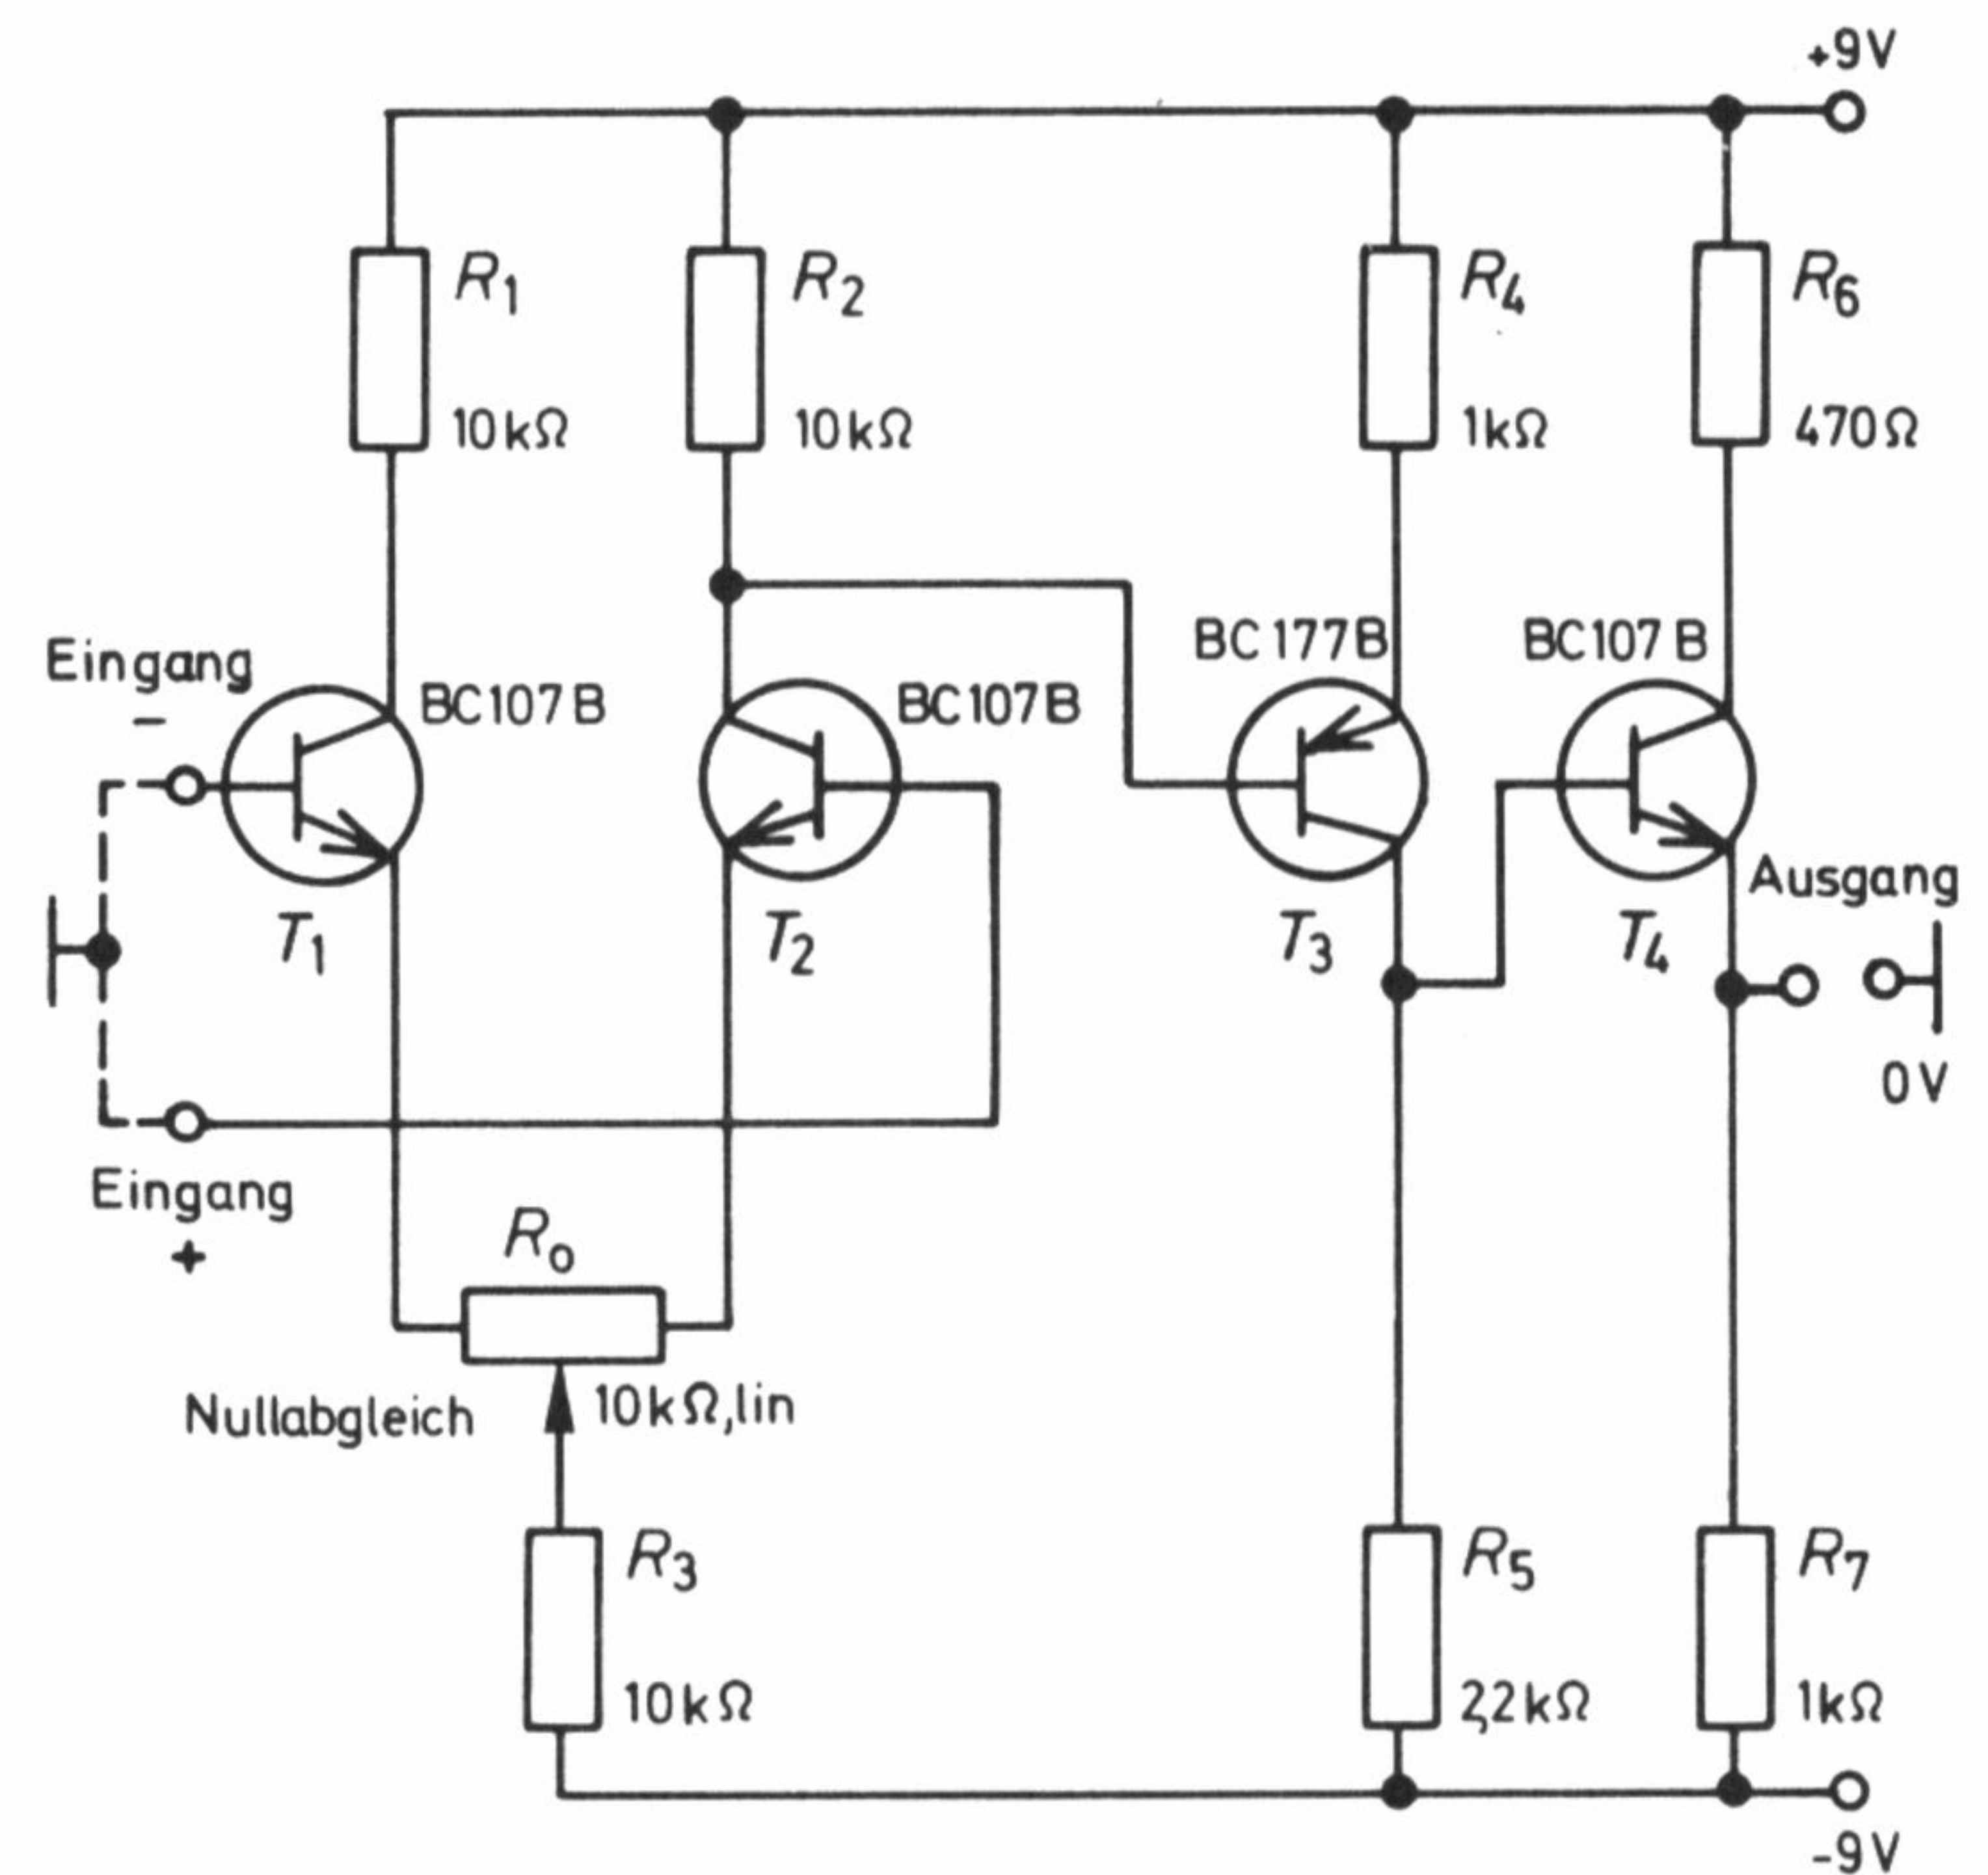 +9V
R1
R2
R4
R6
10kΩ
10kΩ
1kΩ
470Ω
Eingang
−
BC107B
BC107B
BC177B
BC107B
Ausgang
T1
T2
T3
T4
0V
Eingang
+
R0
Nullabgleich
10kΩ,lin
R3
R5
R7
10kΩ
2,2kΩ
1kΩ
-9V